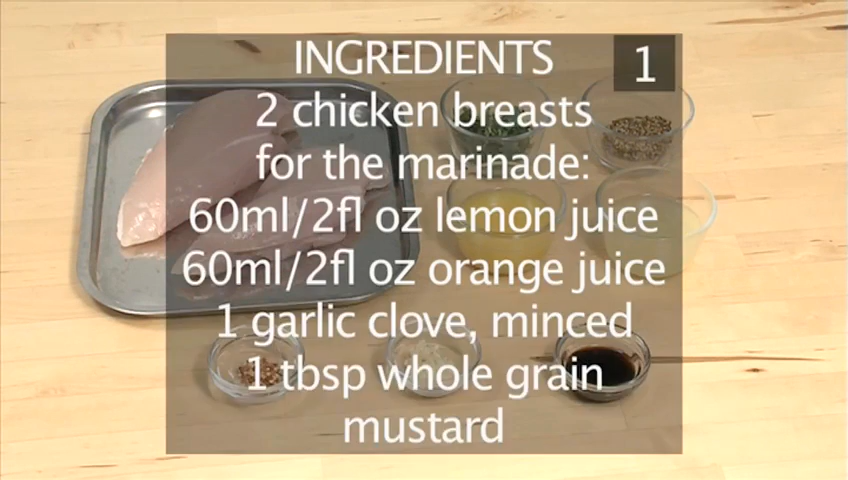 INGREDIENTS
1
2 chicken breasts
for the marinade:
60ml/2fl oz lemon juice
60ml/2fl oz orange juice
1 garlic clove, minced
1 tbsp whole grain
mustard